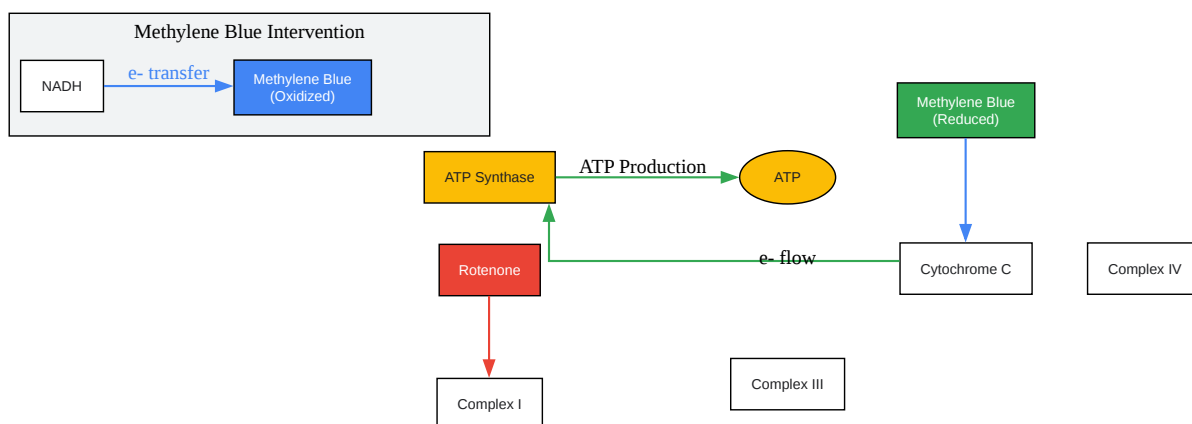 Methylene Blue Intervention
NADH
e- transfer
Methylene Blue
(Oxidized)
Methylene Blue
(Reduced)
ATP Synthase
ATP Production
ATP
Rotenone
e- flow
Cytochrome C
Complex IV
Complex III
Complex I